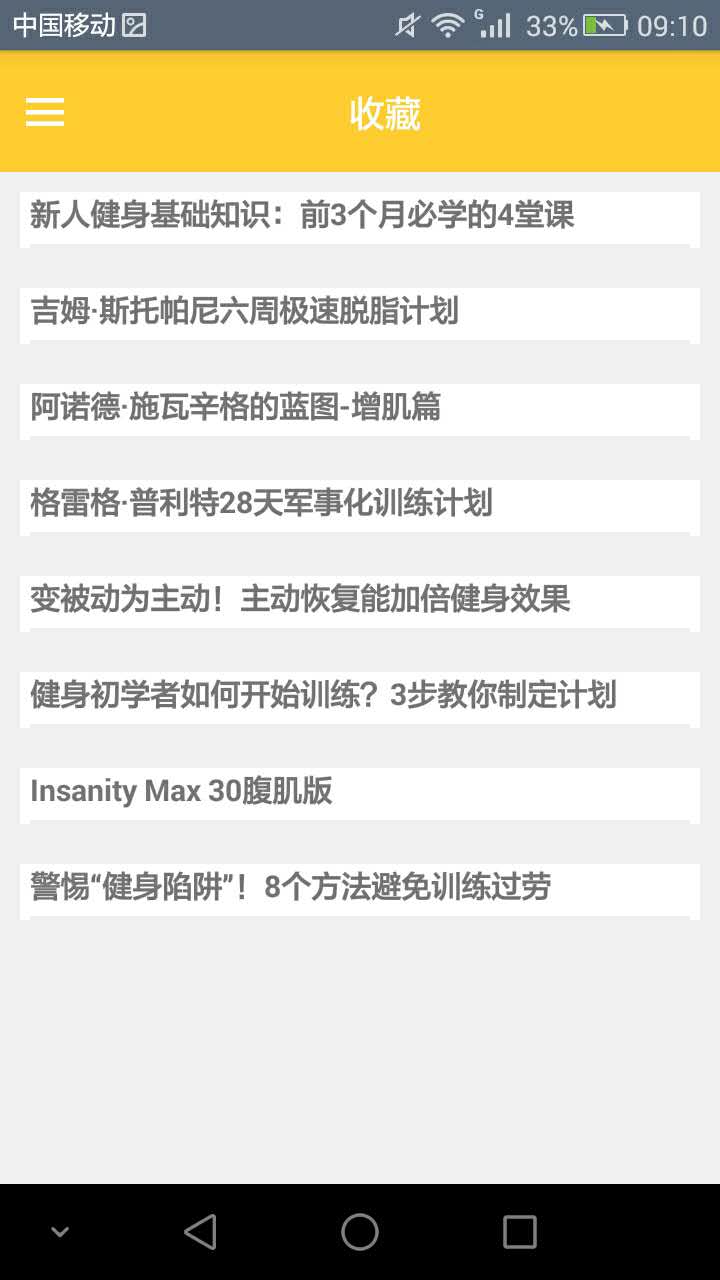 中国移动
G
33%
09:10
收藏
新人健身基础知识：前3个月必学的4堂课
吉姆·斯托帕尼六周极速脱脂计划
阿诺德·施瓦辛格的蓝图-增肌篇
格雷格·普利特28天军事化训练计划
变被动为主动！主动恢复能加倍健身效果
健身初学者如何开始训练？3步教你制定计划
Insanity Max 30腹肌版
警惕“健身陷阱”！8个方法避免训练过劳